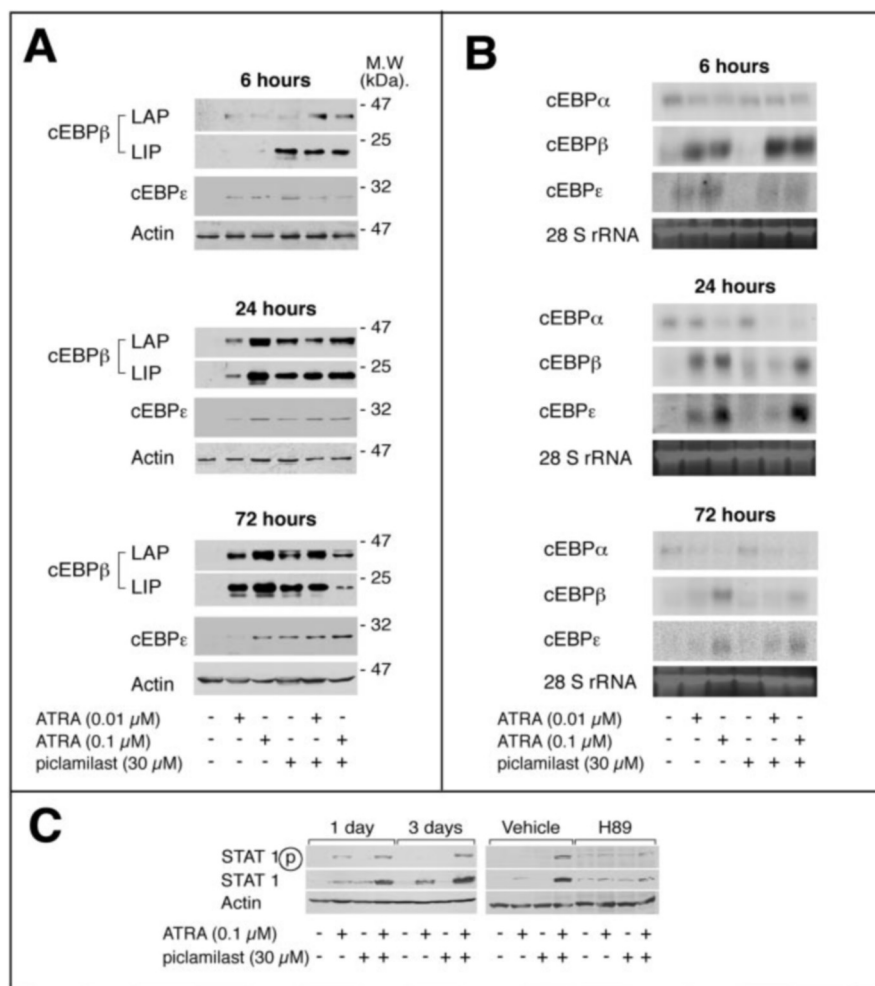 A
6 hours
M.W
(kDa).
cEBPβ
LAP
- 47
LIP
- 25
cEBPε
- 32
Actin
- 47
24 hours
cEBPβ
LAP
- 47
LIP
- 25
cEBPε
- 32
Actin
- 47
72 hours
cEBPβ
LAP
- 47
LIP
- 25
cEBPε
- 32
Actin
- 47
ATRA (0.01 µM) - + - - + -
ATRA (0.1 µM) - - + - - +
piclamilast (30 µM) - - - + + +
B
6 hours
cEBPα
cEBPβ
cEBPε
28 S rRNA
24 hours
cEBPα
cEBPβ
cEBPε
28 S rRNA
72 hours
cEBPα
cEBPβ
cEBPε
28 S rRNA
ATRA (0.01 µM) - + - - + -
ATRA (0.1 µM) - - + - - +
piclamilast (30 µM) - - - + + +
C
1 day 3 days Vehicle H89
STAT 1 p
STAT 1
Actin
ATRA (0.1 µM) - + - + - + - + - + - + - + - +
piclamilast (30 µM) - - + + - - + + - - + + - - + +